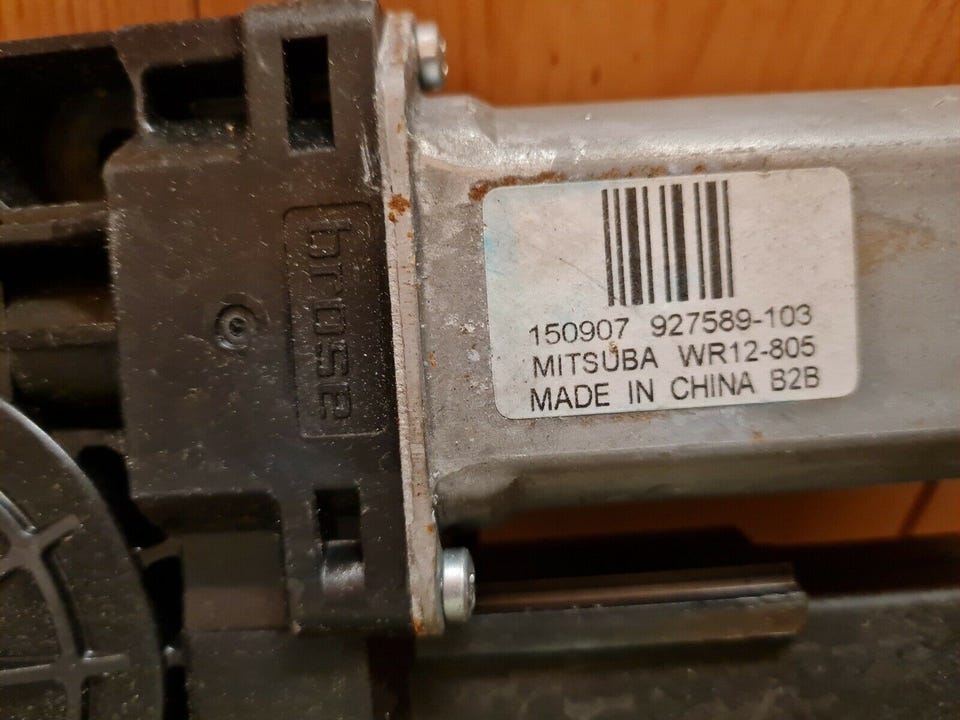 brose
150907 927589-103
MITSUBA WR12-805
MADE IN CHINA B2B